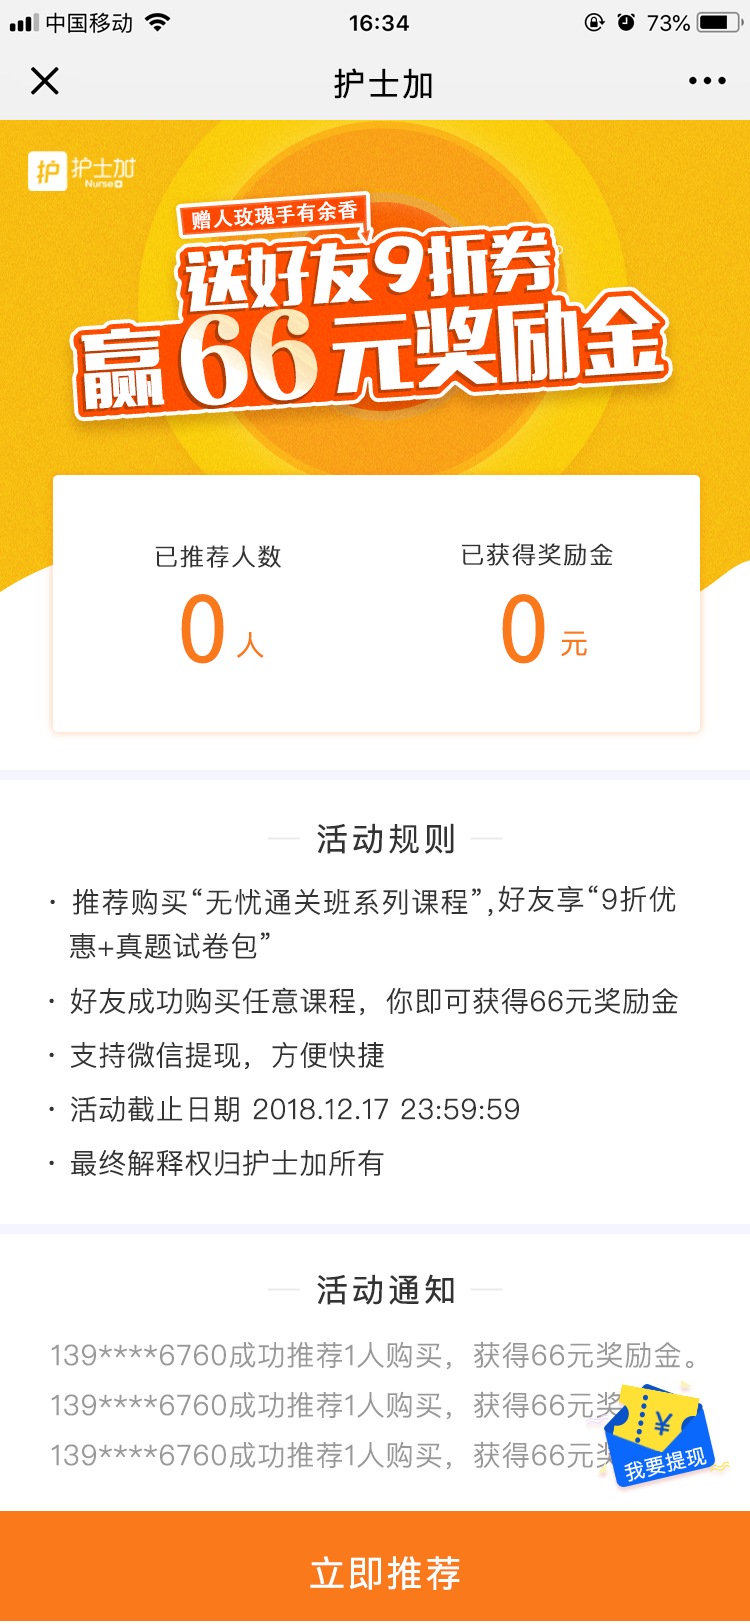 中国移动 16:34 73%
护士加
护 护士加
Nurse
赠人玫瑰手有余香
送好友9折券
赢66元奖励金
已推荐人数 已获得奖励金
0人 0元
活动规则
· 推荐购买“无忧通关班系列课程”,好友享“9折优
惠+真题试卷包”
· 好友成功购买任意课程，你即可获得66元奖励金
· 支持微信提现，方便快捷
· 活动截止日期 2018.12.17 23:59:59
· 最终解释权归护士加所有
活动通知
139****6760成功推荐1人购买，获得66元奖励金。
139****6760成功推荐1人购买，获得66元奖
139****6760成功推荐1人购买，获得66元奖
¥
我要提现
立即推荐